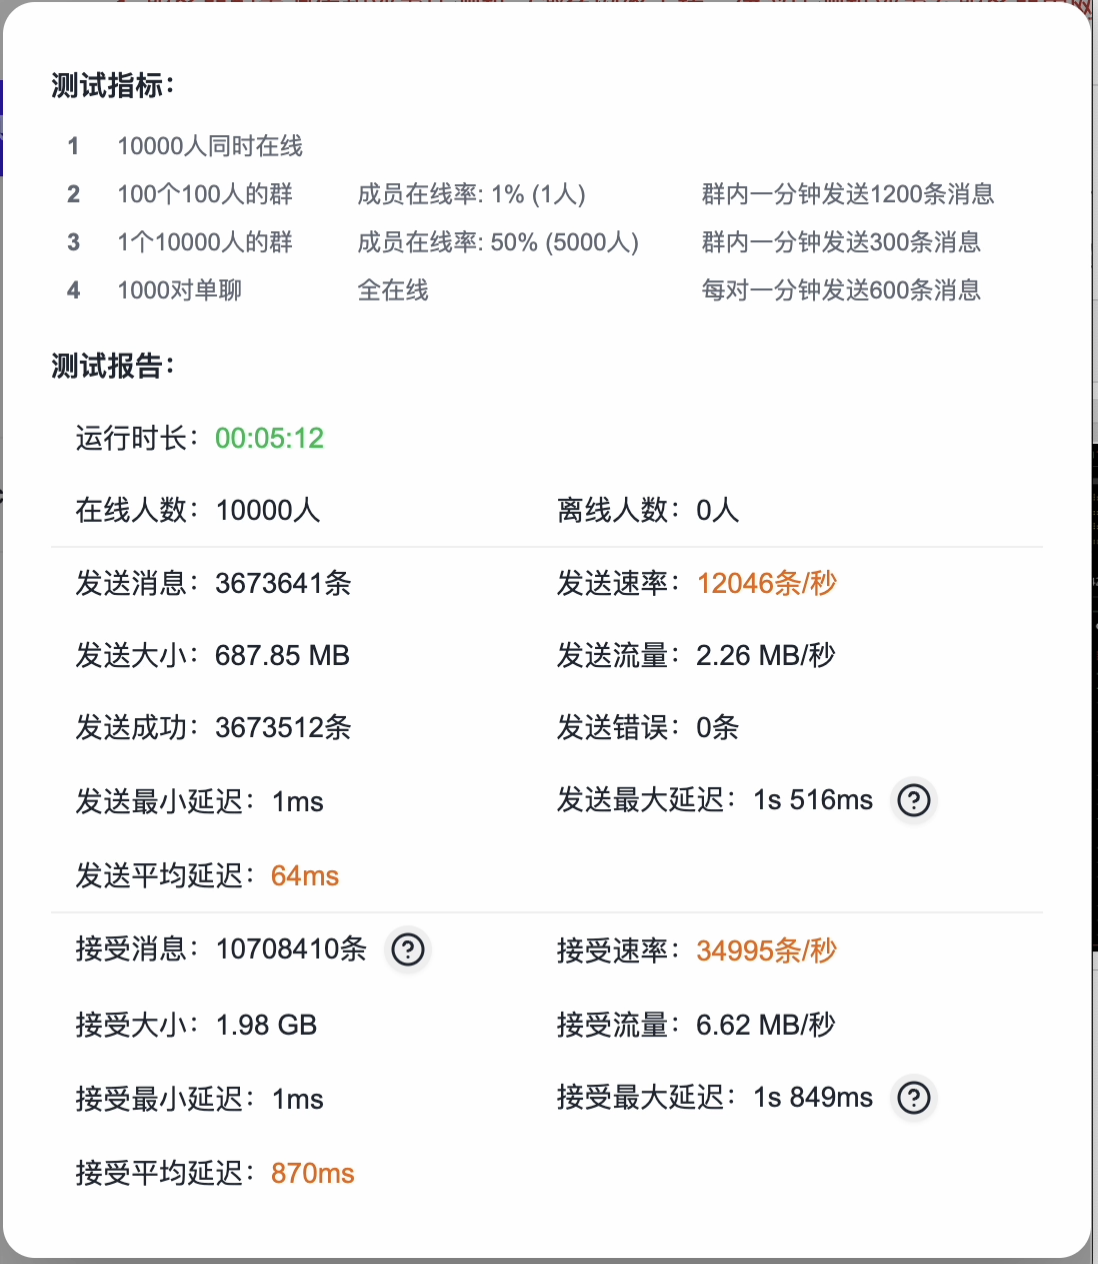 测试指标：
1 10000人同时在线
2 100个100人的群 成员在线率: 1% (1人) 群内一分钟发送1200条消息
3 1个10000人的群 成员在线率: 50% (5000人) 群内一分钟发送300条消息
4 1000对单聊 全在线 每对一分钟发送600条消息
测试报告：
运行时长：00:05:12
在线人数：10000人 离线人数：0人
发送消息：3673641条 发送速率：12046条/秒
发送大小：687.85 MB 发送流量：2.26 MB/秒
发送成功：3673512条 发送错误：0条
发送最小延迟：1ms 发送最大延迟：1s 516ms ?
发送平均延迟：64ms
接受消息：10708410条 ? 接受速率：34995条/秒
接受大小：1.98 GB 接受流量：6.62 MB/秒
接受最小延迟：1ms 接受最大延迟：1s 849ms ?
接受平均延迟：870ms